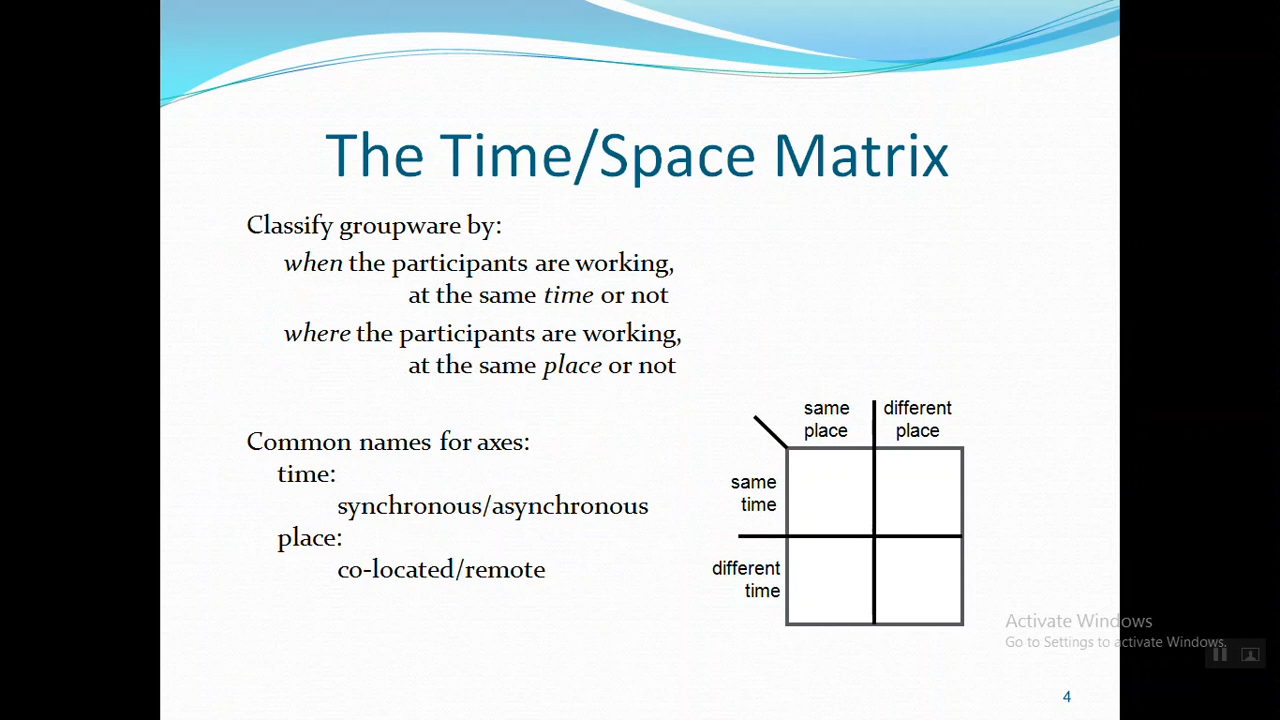 The Time/Space Matrix
Classify groupware by:
when the participants are working,
at the same time or not
where the participants are working,
at the same place or not
Common names for axes:
time:
synchronous/asynchronous
place:
co-located/remote
same
place
different
place
same
time
different
time
Activate Windows
Go to Settings to activate Windows.
4